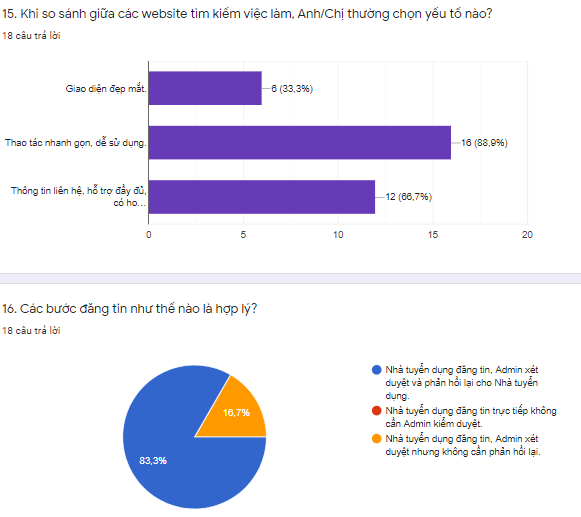 15. Khi so sánh giữa các website tìm kiếm việc làm, Anh/Chị thường chọn yếu tố nào?
18 câu trả lời
Giao diện đẹp mắt.
6 (33,3%)
Thao tác nhanh gọn, dễ sử dụng.
16 (88,9%)
Thông tin liên hệ, hỗ trợ đầy đủ,
có ho…
12 (66,7%)
0 5 10 15 20
16. Các bước đăng tin như thế nào là hợp lý?
18 câu trả lời
16,7%
83,3%
Nhà tuyển dụng đăng tin, Admin xét
duyệt và phản hồi lại cho Nhà tuyển
dụng.
Nhà tuyển dụng đăng tin trực tiếp không
cần Admin kiểm duyệt.
Nhà tuyển dụng đăng tin, Admin xét
duyệt nhưng không cần phản hồi lại.